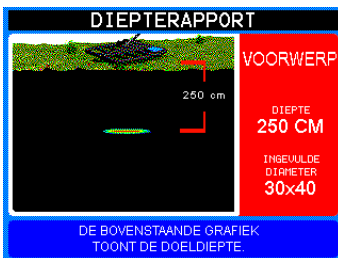 DIEPTERAPPORT
VOORWERP
250 cm
DIEPTE
250 CM
INGEVULDE
DIAMETER
30x40
DE BOVENSTAANDE GRAFIEK
TOONT DE DOELDIEPTE.